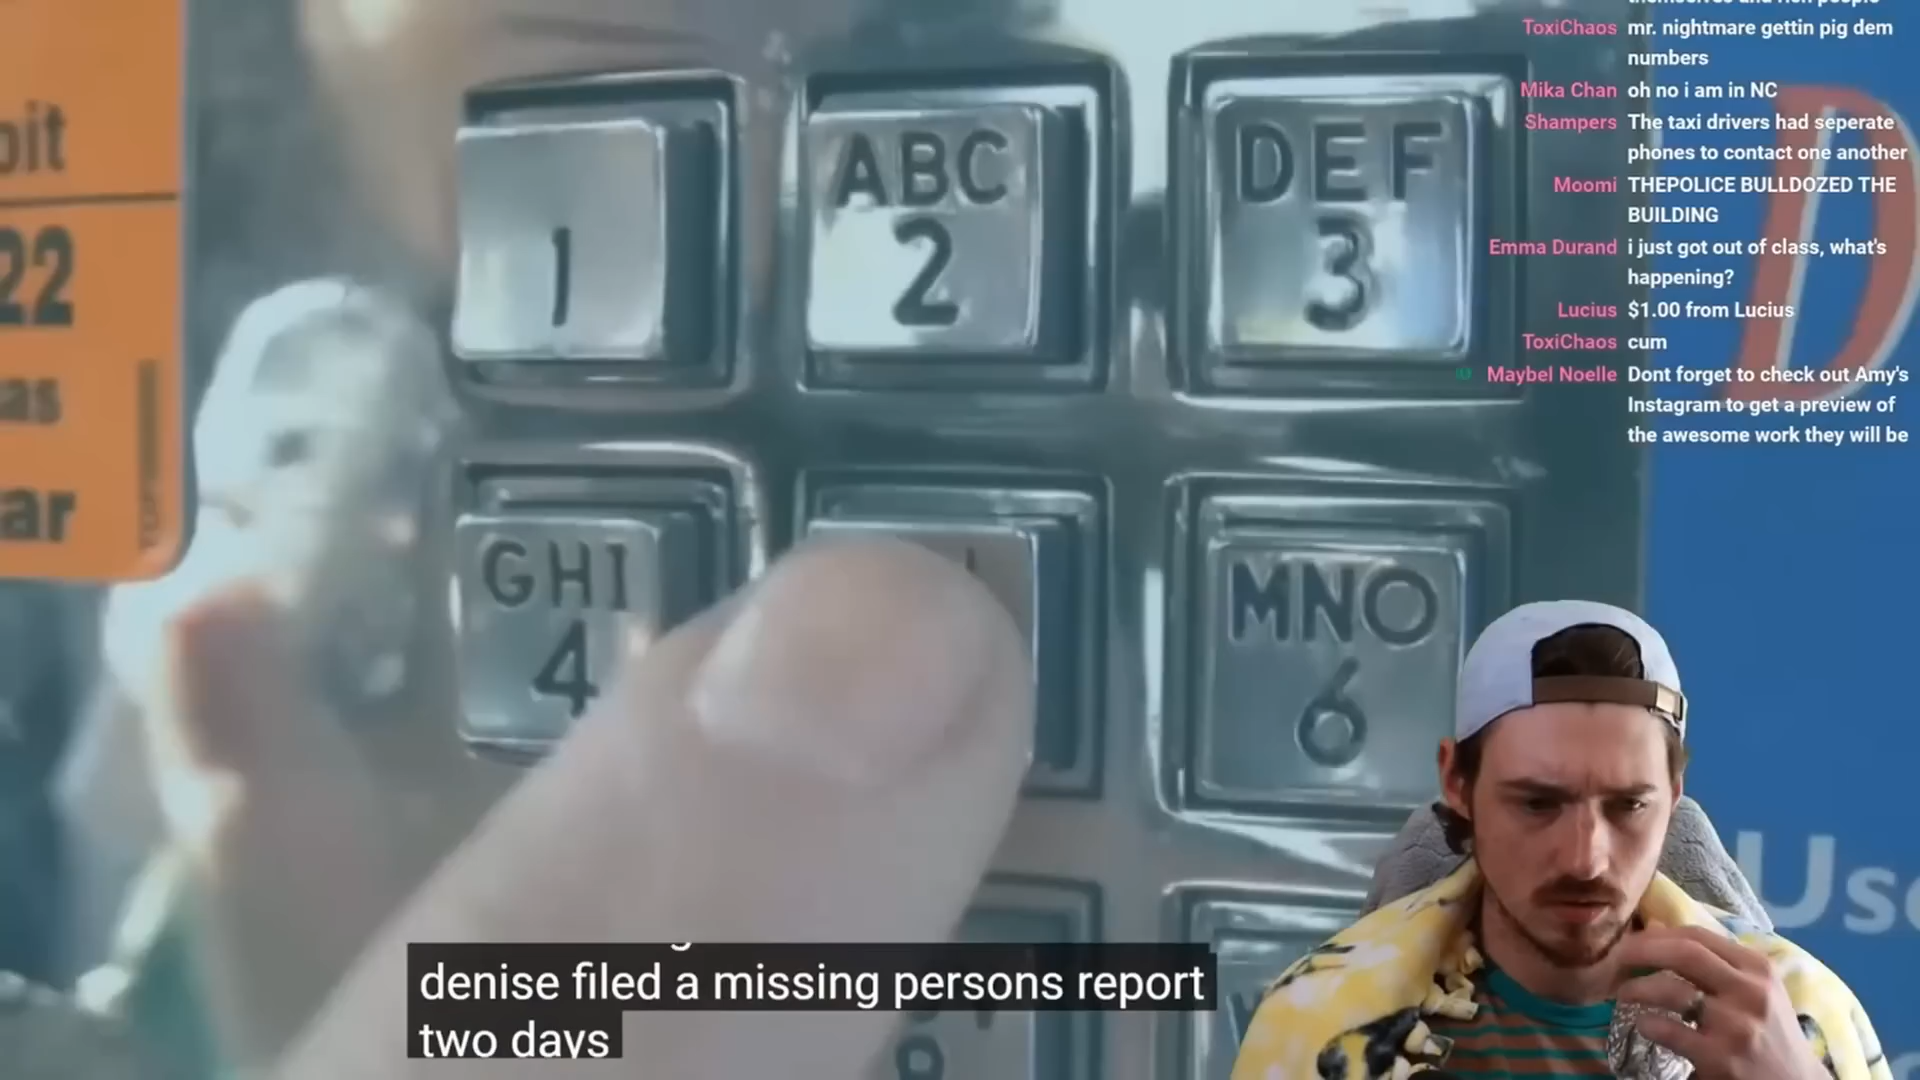 ToxiChaos mr. nightmare gettin pig dem
numbers
Mika Chan oh no i am in NC
Shampers The taxi drivers had seperate
phones to contact one another
Moomi THEPOLICE BULLDOZED THE
BUILDING
Emma Durand i just got out of class, what's
happening?
Lucius $1.00 from Lucius
ToxiChaos cum
Maybel Noelle Dont forget to check out Amy's
Instagram to get a preview of
the awesome work they will be
22
1
ABC
2
DEF
3
GHI
4
MNO
6
denise filed a missing persons report
two days